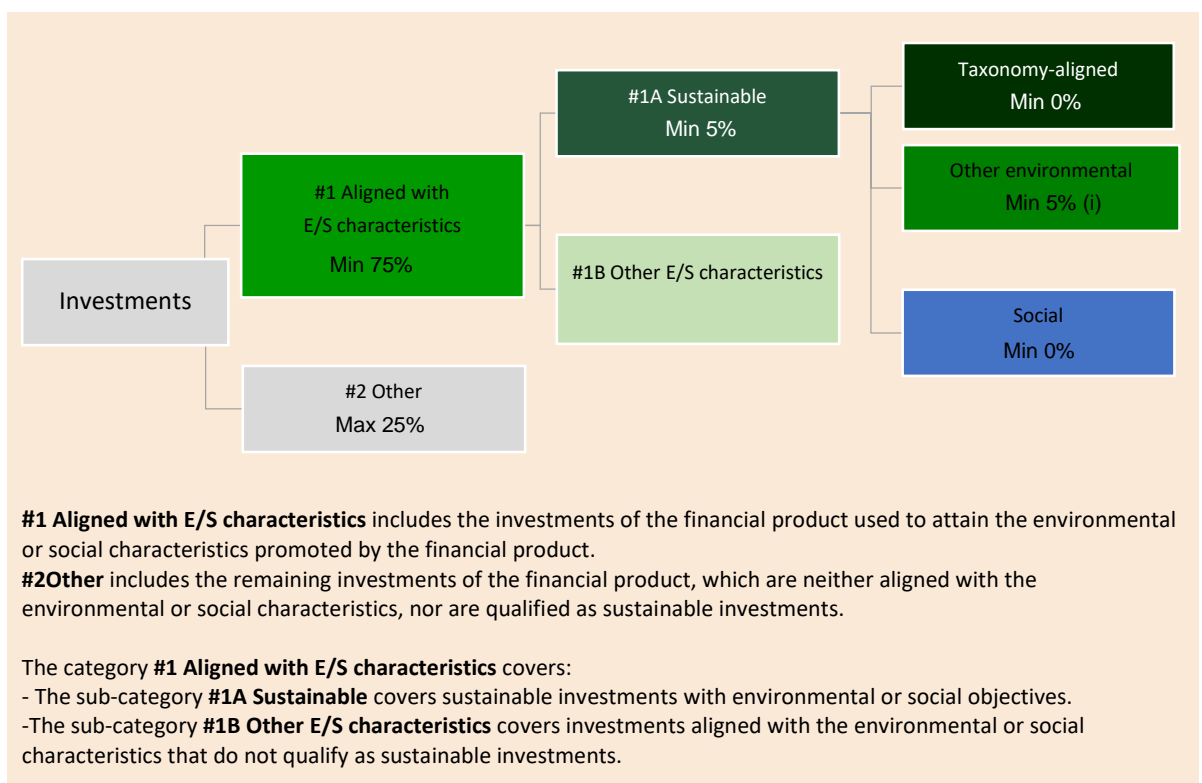 Taxonomy-aligned
Min 0%
#1A Sustainable
Min 5%
Other environmental
Min 5% (i)
#1 Aligned with
E/S characteristics
Min 75%
#1B Other E/S characteristics
Investments
Social
Min 0%
#2 Other
Max 25%
#1 Aligned with E/S characteristics includes the investments of the financial product used to attain the environmental
or social characteristics promoted by the financial product.
#2Other includes the remaining investments of the financial product, which are neither aligned with the
environmental or social characteristics, nor are qualified as sustainable investments.
The category #1 Aligned with E/S characteristics covers:
- The sub-category #1A Sustainable covers sustainable investments with environmental or social objectives.
-The sub-category #1B Other E/S characteristics covers investments aligned with the environmental or social
characteristics that do not qualify as sustainable investments.